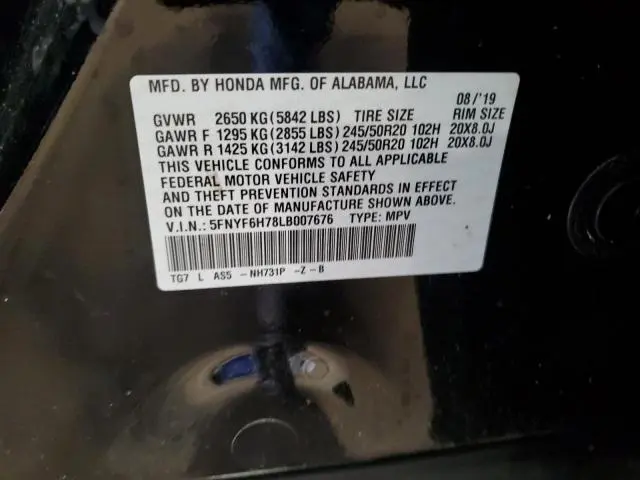 MFD. BY HONDA MFG. OF ALABAMA, LLC
08/'19
GVWR 2650 KG(5842 LBS) TIRE SIZE RIM SIZE
GAWR F 1295 KG(2855 LBS)245/50R20 102H 20X8.0J
GAWR R 1425 KG(3142 LBS)245/50R20 102H 20X8.0J
THIS VEHICLE CONFORMS TO ALL APPLICABLE
FEDERAL MOTOR VEHICLE SAFETY
AND THEFT PREVENTION STANDARDS IN EFFECT
ON THE DATE OF MANUFACTURE SHOWN ABOVE.
V.I.N.: 5FNYF6H78LB007676 TYPE: MPV
TG7 L AS5 -NH731P -Z-B